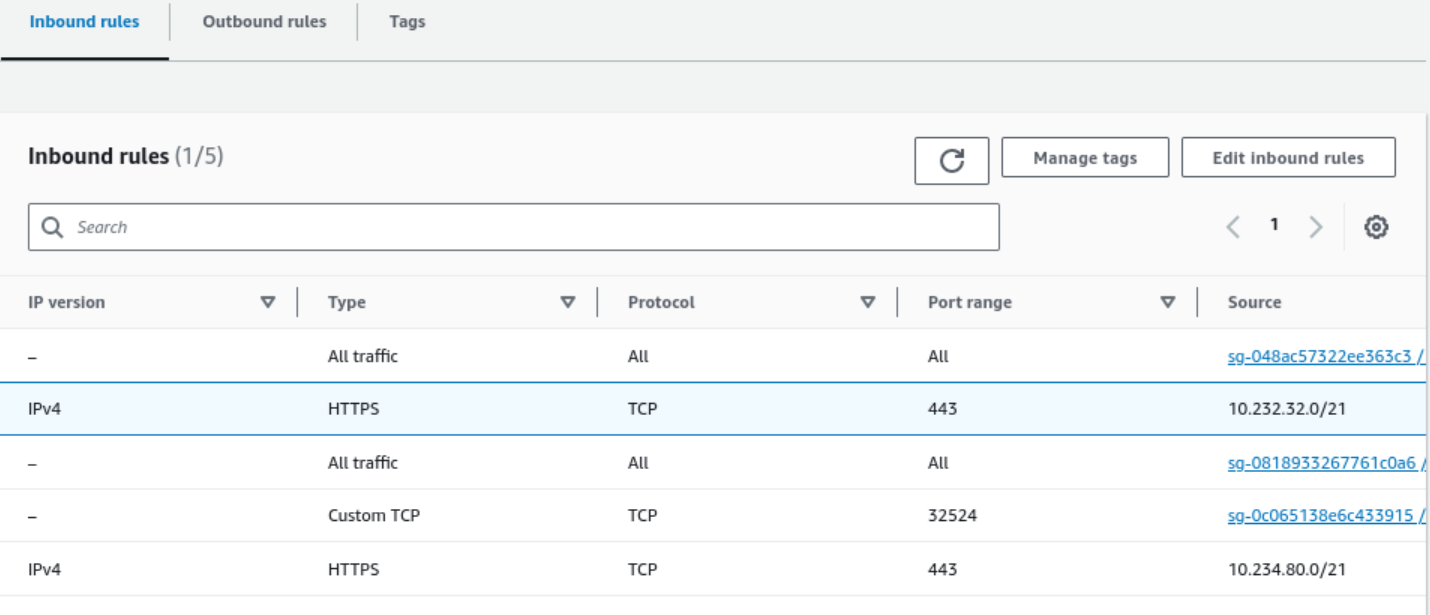 Inbound rules Outbound rules Tags
Inbound rules (1/5) Manage tags Edit inbound rules
Search 1
IP version Type Protocol Port range Source
– All traffic All All sg-048ac57322ee363c3 /
IPv4 HTTPS TCP 443 10.232.32.0/21
– All traffic All All sg-0818933267761c0a6 /
– Custom TCP TCP 32524 sg-0c065138e6c433915 /
IPv4 HTTPS TCP 443 10.234.80.0/21